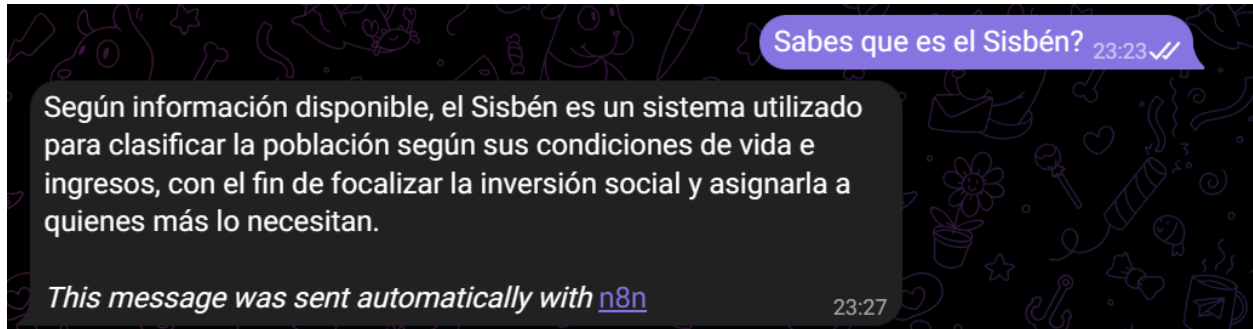 Sabes que es el Sisbén? 23:23
Según información disponible, el Sisbén es un sistema utilizado
para clasificar la población según sus condiciones de vida e
ingresos, con el fin de focalizar la inversión social y asignarla a
quienes más lo necesitan.
This message was sent automatically with n8n
23:27